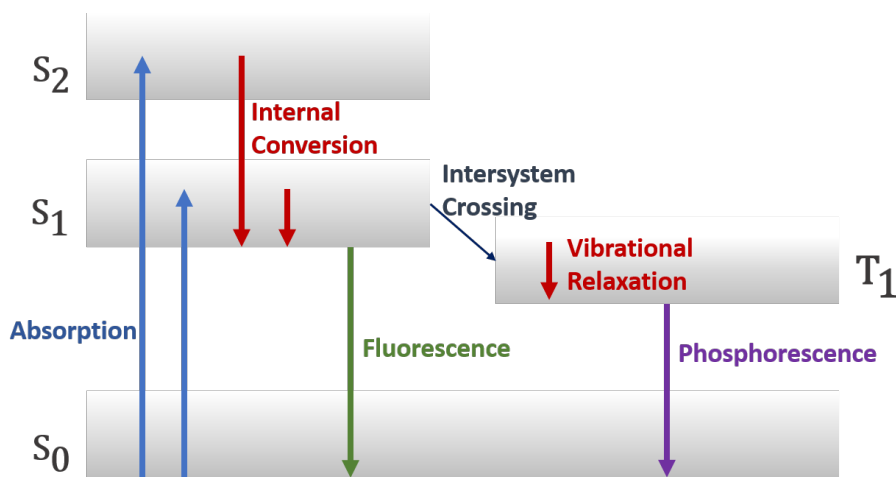 S2
Internal
Conversion
Intersystem
Crossing
S1
Vibrational
Relaxation
T1
Absorption
Fluorescence
Phosphorescence
S0